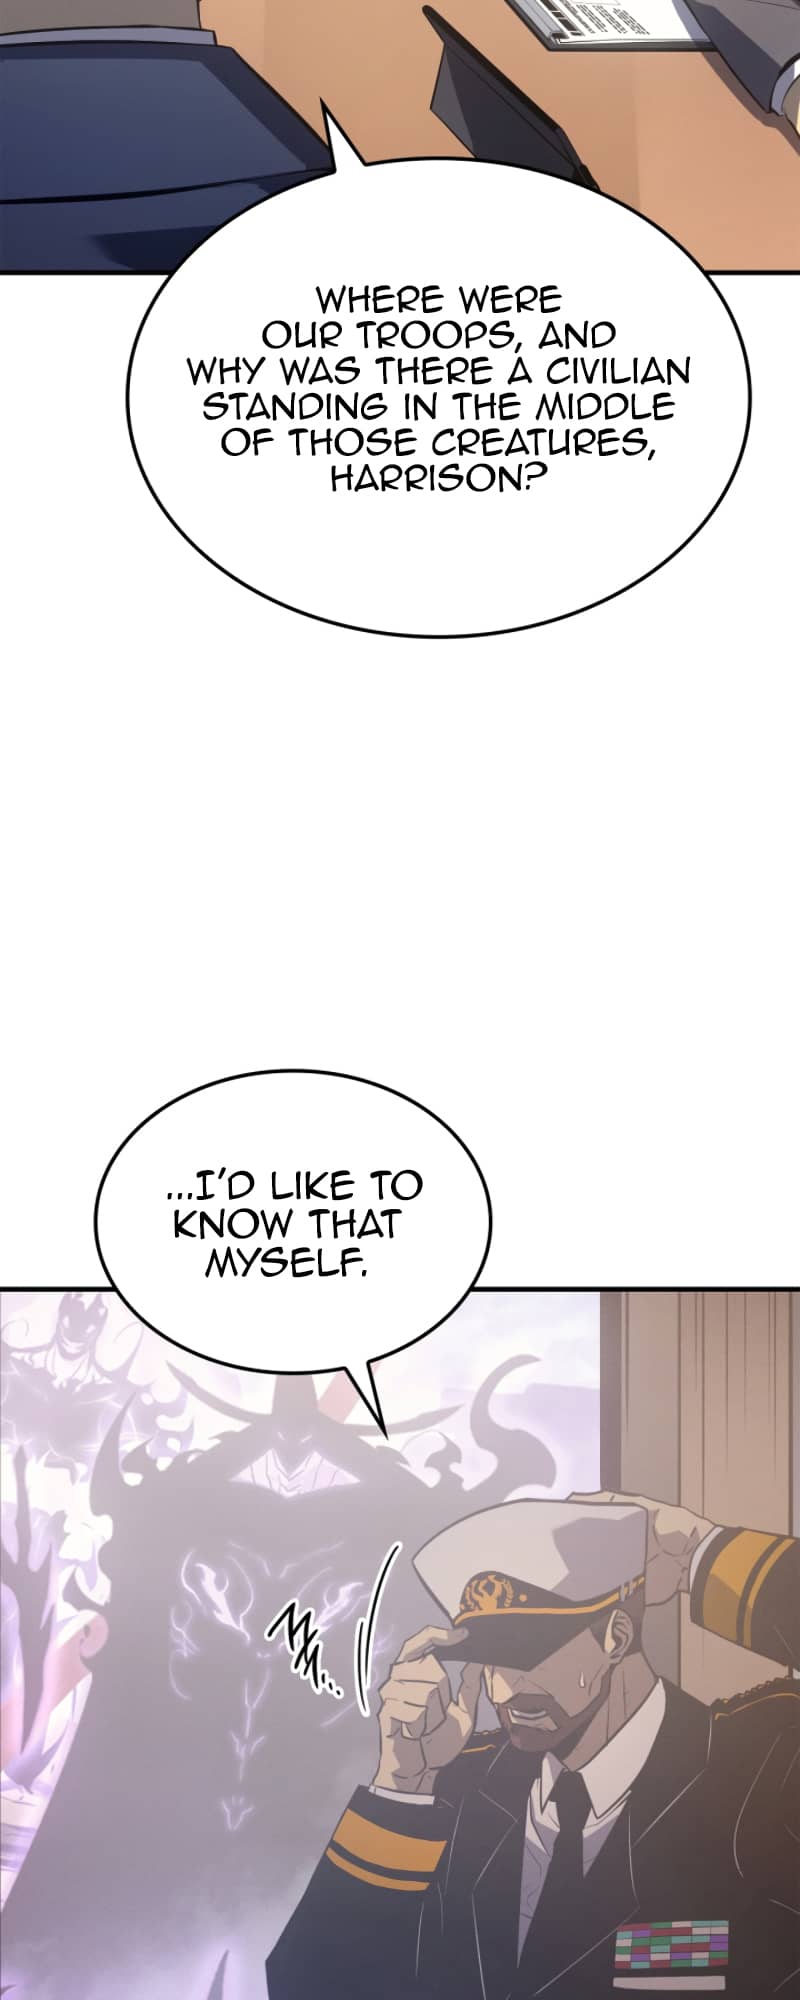 WHERE WERE
OUR TROOPS, AND
WHY WAS THERE A CIVILIAN
STANDING IN THE MIDDLE
OF THOSE CREATURES,
HARRISON?
...I'D LIKE TO
KNOW THAT
MYSELF.